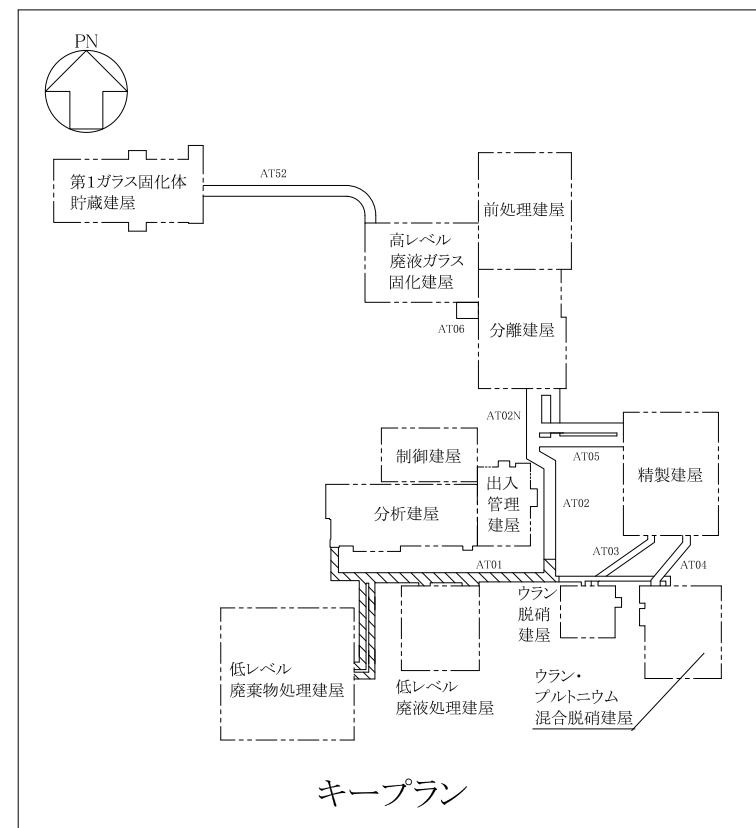 PN
第1ガラス固化体
貯蔵建屋
AT52
前処理建屋
高レベル
廃液ガラス
固化建屋
AT06
分離建屋
AT02N
制御建屋
出入
管理
建屋
分析建屋
AT05
精製建屋
AT02
AT03
AT04
AT01
ウラン
脱硝
建屋
低レベル
廃棄物処理建屋
低レベル
廃液処理建屋
ウラン・
プルトニウム
混合脱硝建屋
キープラン